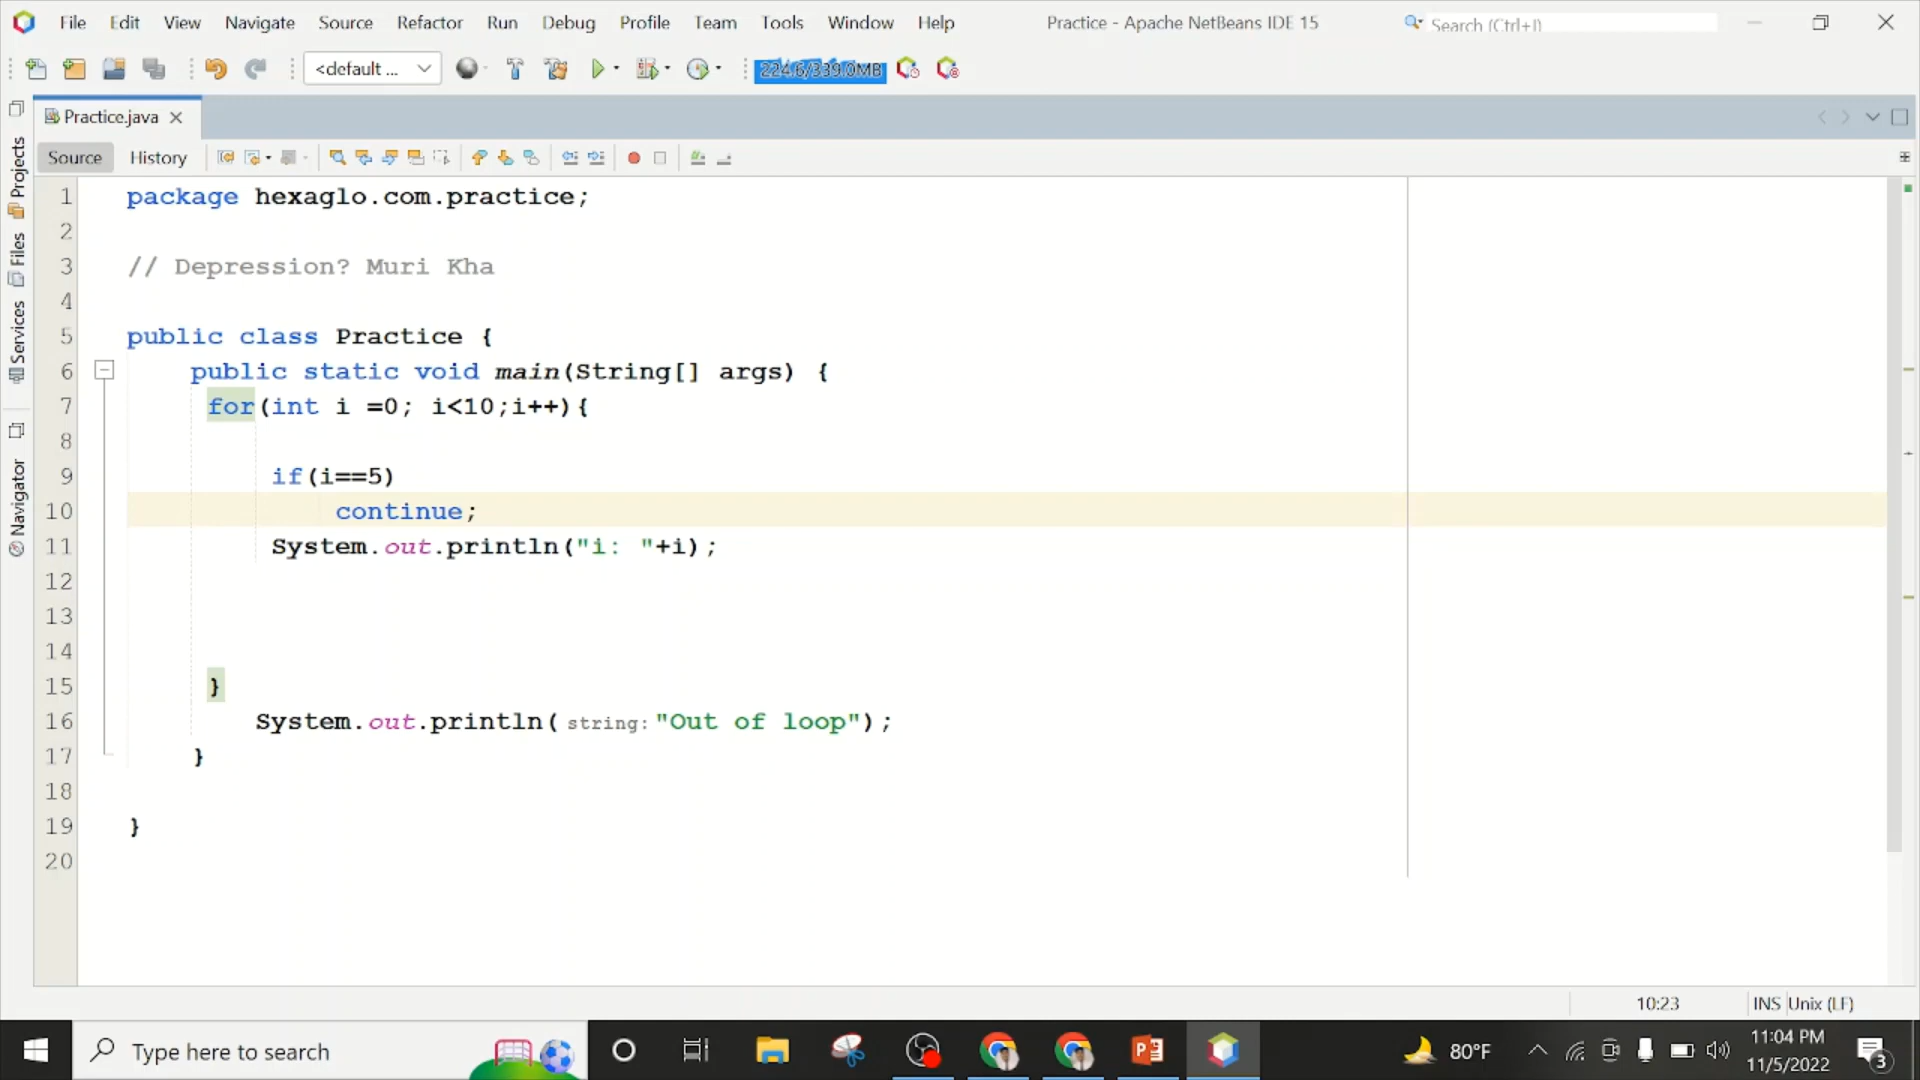 File Edit View Navigate Source Refactor Run Debug Profile Team Tools Window Help Practice - Apache NetBeans IDE 15 Search (Ctrl+I)
<default ... 224.6/339.0MB
Practice.java
Source History
Projects
Files
Services
Navigator
1 package hexaglo.com.practice;
2
3 // Depression? Muri Kha
4
5 public class Practice {
6 public static void main(String[] args) {
7 for(int i =0; i<10;i++){
8
9 if(i==5)
10 continue;
11 System.out.println("i: "+i);
12
13
14
15 }
16 System.out.println( string: "Out of loop");
17 }
18
19 }
20
10:23 INS Unix (LF)
Type here to search 80°F 11:04 PM
11/5/2022 3